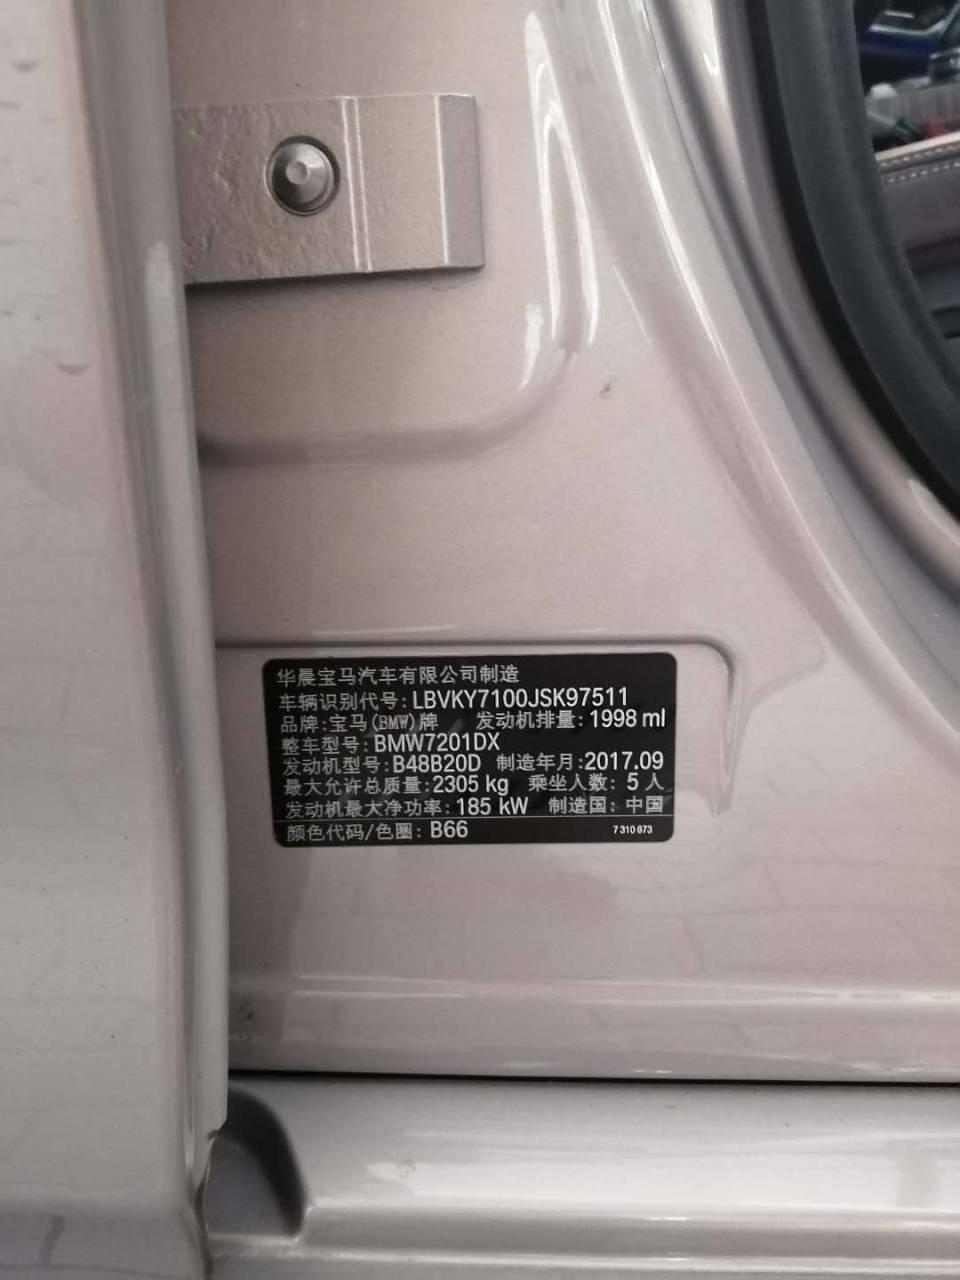 华晨宝马汽车有限公司制造
车辆识别代号: LBVKY7100JSK97511
品牌:宝马(BMW)牌 发动机排量: 1998 ml
整车型号: BMW7201DX
发动机型号:B48B20D 制造年月:2017.09
最大允许总质量:2305 kg 乘坐人数: 5 人
发动机最大净功率: 185 kW 制造国: 中国
颜色代码/色圈: B66 7 310 673